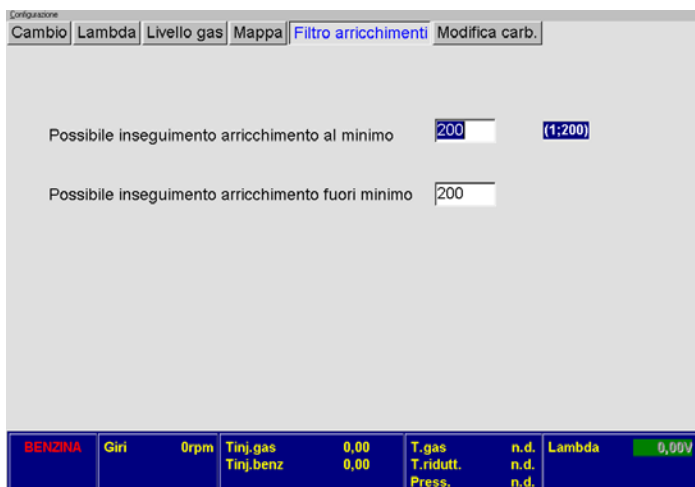 Configurazione
Cambio Lambda Livello gas Mappa Filtro arricchimenti Modifica carb.
Possibile inseguimento arricchimento al minimo 200 (1;200)
Possibile inseguimento arricchimento fuori minimo 200
BENZINA Giri 0rpm Tinj.gas 0,00 T.gas n.d. Lambda 0,00V
Tinj.benz 0,00 T.ridutt. n.d.
Press. n.d.